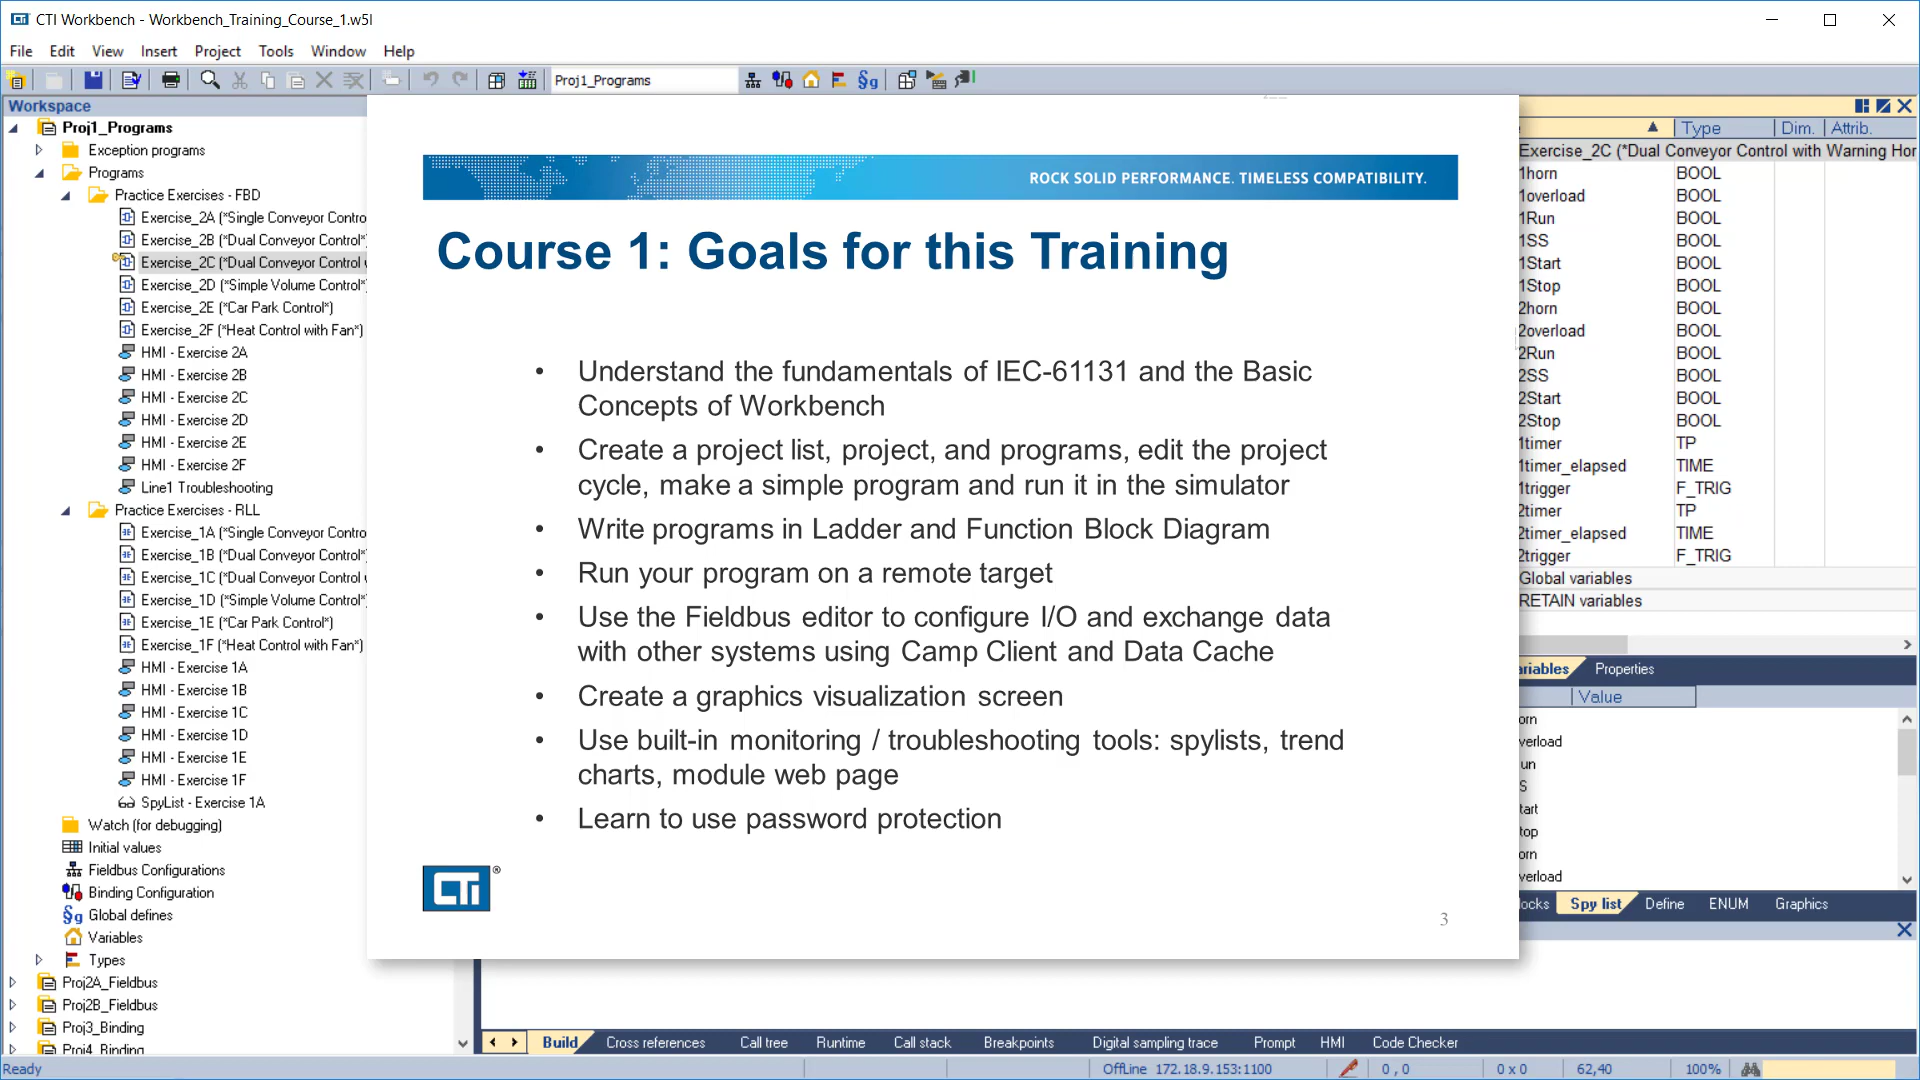 CTI Workbench - Workbench_Training_Course_1.w5l
File Edit View Insert Project Tools Window Help
Proj1_Programs
Workspace
Proj1_Programs
Exception programs
Programs
Practice Exercises - FBD
Exercise_2A (*Single Conveyor Contro
Exercise_2B (*Dual Conveyor Control*
Exercise_2C (*Dual Conveyor Control
Exercise_2D (*Simple Volume Control*
Exercise_2E (*Car Park Control*)
Exercise_2F (*Heat Control with Fan*)
HMI - Exercise 2A
HMI - Exercise 2B
HMI - Exercise 2C
HMI - Exercise 2D
HMI - Exercise 2E
HMI - Exercise 2F
Line1 Troubleshooting
Practice Exercises - RLL
Exercise_1A (*Single Conveyor Contro
Exercise_1B (*Dual Conveyor Control*
Exercise_1C (*Dual Conveyor Control
Exercise_1D (*Simple Volume Control*
Exercise_1E (*Car Park Control*)
Exercise_1F (*Heat Control with Fan*)
HMI - Exercise 1A
HMI - Exercise 1B
HMI - Exercise 1C
HMI - Exercise 1D
HMI - Exercise 1E
HMI - Exercise 1F
SpyList - Exercise 1A
Watch (for debugging)
Initial values
Fieldbus Configurations
Binding Configuration
Global defines
Variables
Types
Proj2A_Fieldbus
Proj2B_Fieldbus
Proj3_Binding
Proj4_Binding
ROCK SOLID PERFORMANCE. TIMELESS COMPATIBILITY.
Course 1: Goals for this Training
• Understand the fundamentals of IEC-61131 and the Basic
Concepts of Workbench
• Create a project list, project, and programs, edit the project
cycle, make a simple program and run it in the simulator
• Write programs in Ladder and Function Block Diagram
• Run your program on a remote target
• Use the Fieldbus editor to configure I/O and exchange data
with other systems using Camp Client and Data Cache
• Create a graphics visualization screen
• Use built-in monitoring / troubleshooting tools: spylists, trend
charts, module web page
• Learn to use password protection
CTi ®
3
Type Dim. Attrib.
Exercise_2C (*Dual Conveyor Control with Warning Hor
1horn BOOL
1overload BOOL
1Run BOOL
1SS BOOL
1Start BOOL
1Stop BOOL
2horn BOOL
2overload BOOL
2Run BOOL
2SS BOOL
2Start BOOL
2Stop BOOL
1timer TP
1timer_elapsed TIME
1trigger F_TRIG
2timer TP
2timer_elapsed TIME
2trigger F_TRIG
Global variables
RETAIN variables
ariables Properties
Value
orn
verload
un
S
tart
top
orn
verload
locks Spy list Define ENUM Graphics
Build Cross references Call tree Runtime Call stack Breakpoints Digital sampling trace Prompt HMI Code Checker
Ready OffLine 172.18.9.153:1100 0 , 0 0 x 0 62,40 100%